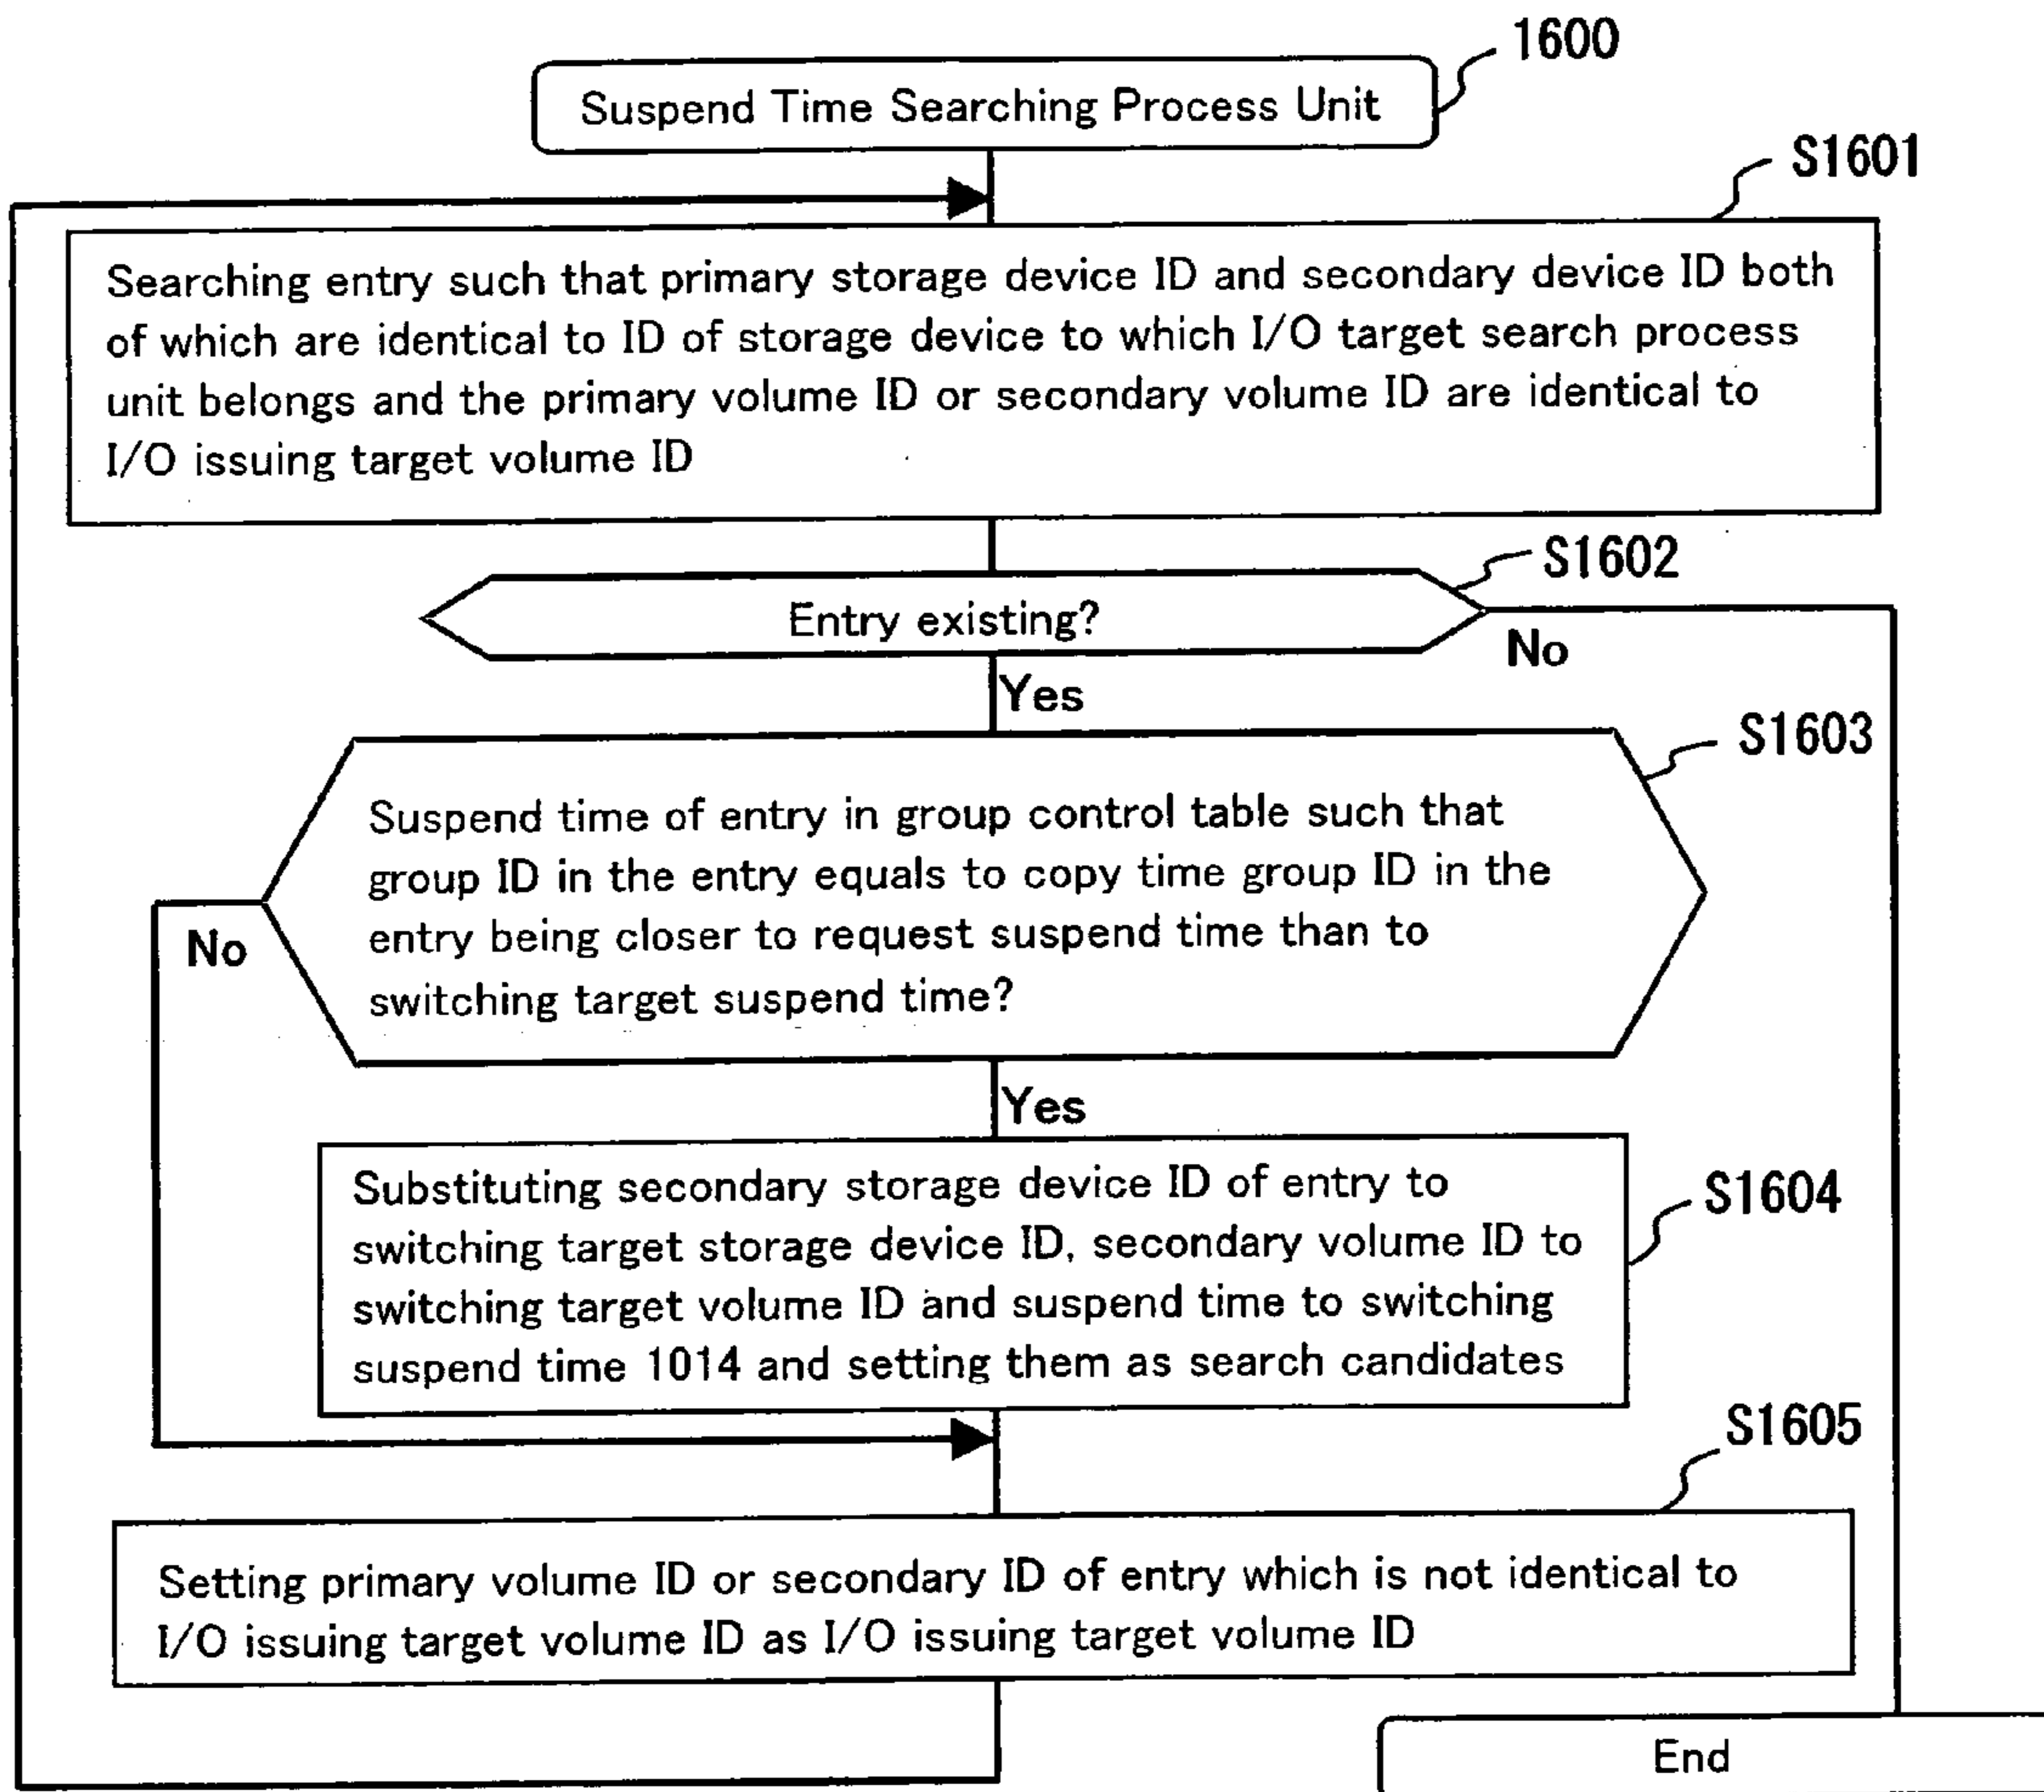 1600
Suspend Time Searching Process Unit
S1601
Searching entry such that primary storage device ID and secondary device ID both
of which are identical to ID of storage device to which I/O target search process
unit belongs and the primary volume ID or secondary volume ID are identical to
I/O issuing target volume ID
S1602
Entry existing?
No
Yes
S1603
Suspend time of entry in group control table such that
group ID in the entry equals to copy time group ID in the
entry being closer to request suspend time than to
switching target suspend time?
No
Yes
S1604
Substituting secondary storage device ID of entry to
switching target storage device ID, secondary volume ID to
switching target volume ID and suspend time to switching
suspend time 1014 and setting them as search candidates
S1605
Setting primary volume ID or secondary ID of entry which is not identical to
I/O issuing target volume ID as I/O issuing target volume ID
End